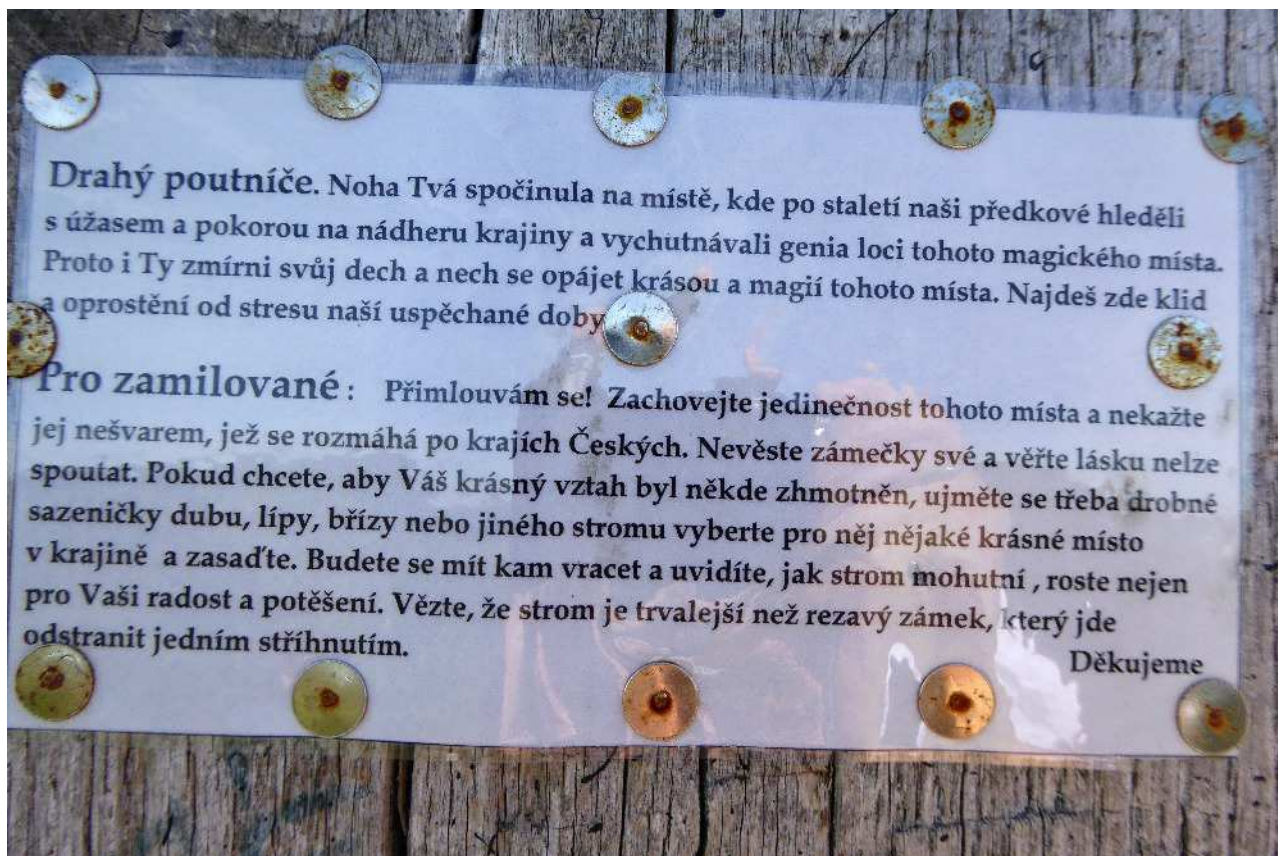 Drahý poutníče. Noha Tvá spočinula na místě, kde po staletí naši předkové hleděli
s úžasem a pokorou na nádheru krajiny a vychutnávali genia loci tohoto magického místa.
Proto i Ty zmírni svůj dech a nech se opájet krásou a magií tohoto místa. Najdeš zde klid
a oprostění od stresu naší uspěchané doby
Pro zamilované : Přimlouvám se! Zachovejte jedinečnost tohoto místa a nekažte
jej nešvarem, jež se rozmáhá po krajích Českých. Nevěste zámečky své a věřte lásku nelze
spoutat. Pokud chcete, aby Váš krásný vztah byl někde zhmotněn, ujměte se třeba drobné
sazeničky dubu, lípy, břízy nebo jiného stromu vyberte pro něj nějaké krásné místo
v krajině a zasaďte. Budete se mít kam vracet a uvidíte, jak strom mohutní , roste nejen
pro Vaši radost a potěšení. Vězte, že strom je trvalejší než rezavý zámek, který jde
odstranit jedním stříhnutím.
Děkujeme